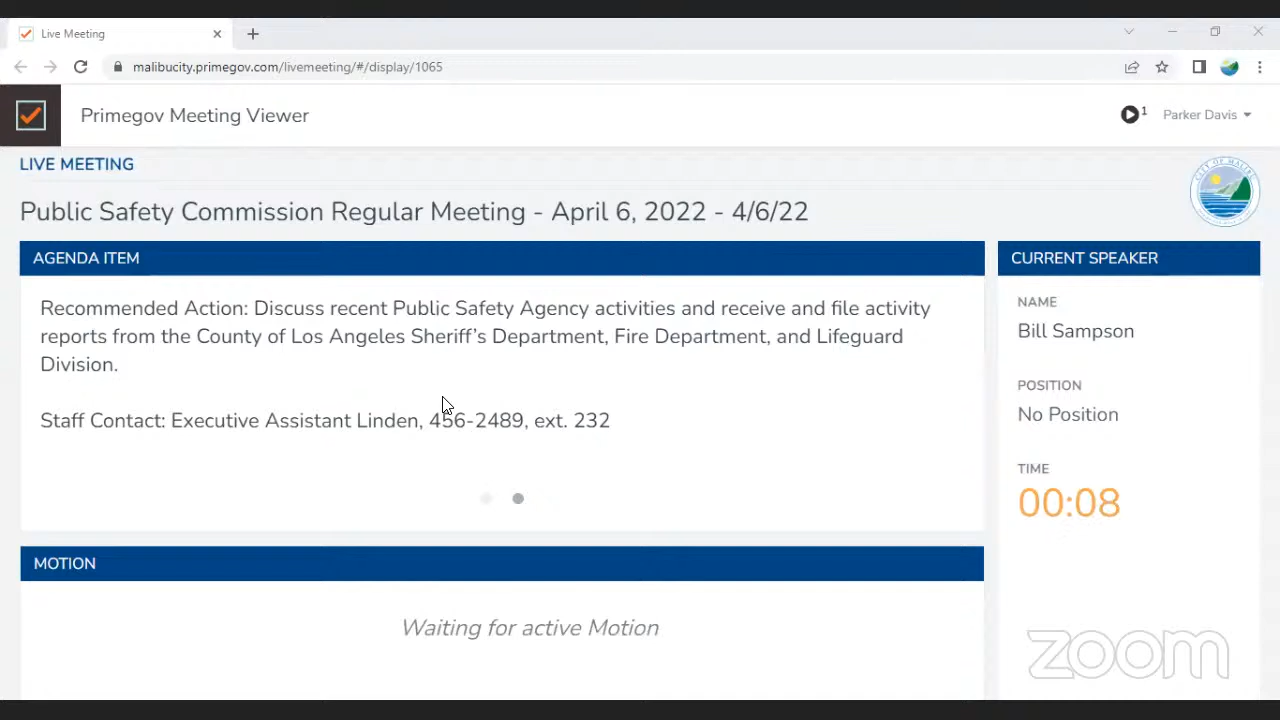 Live Meeting
malibucity.primegov.com/livemeeting/#/display/1065
Primegov Meeting Viewer
1
Parker Davis
LIVE MEETING
Public Safety Commission Regular Meeting - April 6, 2022 - 4/6/22
CITY OF MALIBU
AGENDA ITEM
Recommended Action: Discuss recent Public Safety Agency activities and receive and file activity
reports from the County of Los Angeles Sheriff's Department, Fire Department, and Lifeguard
Division.
Staff Contact: Executive Assistant Linden, 456-2489, ext. 232
CURRENT SPEAKER
NAME
Bill Sampson
POSITION
No Position
TIME
00:08
MOTION
Waiting for active Motion
zoom